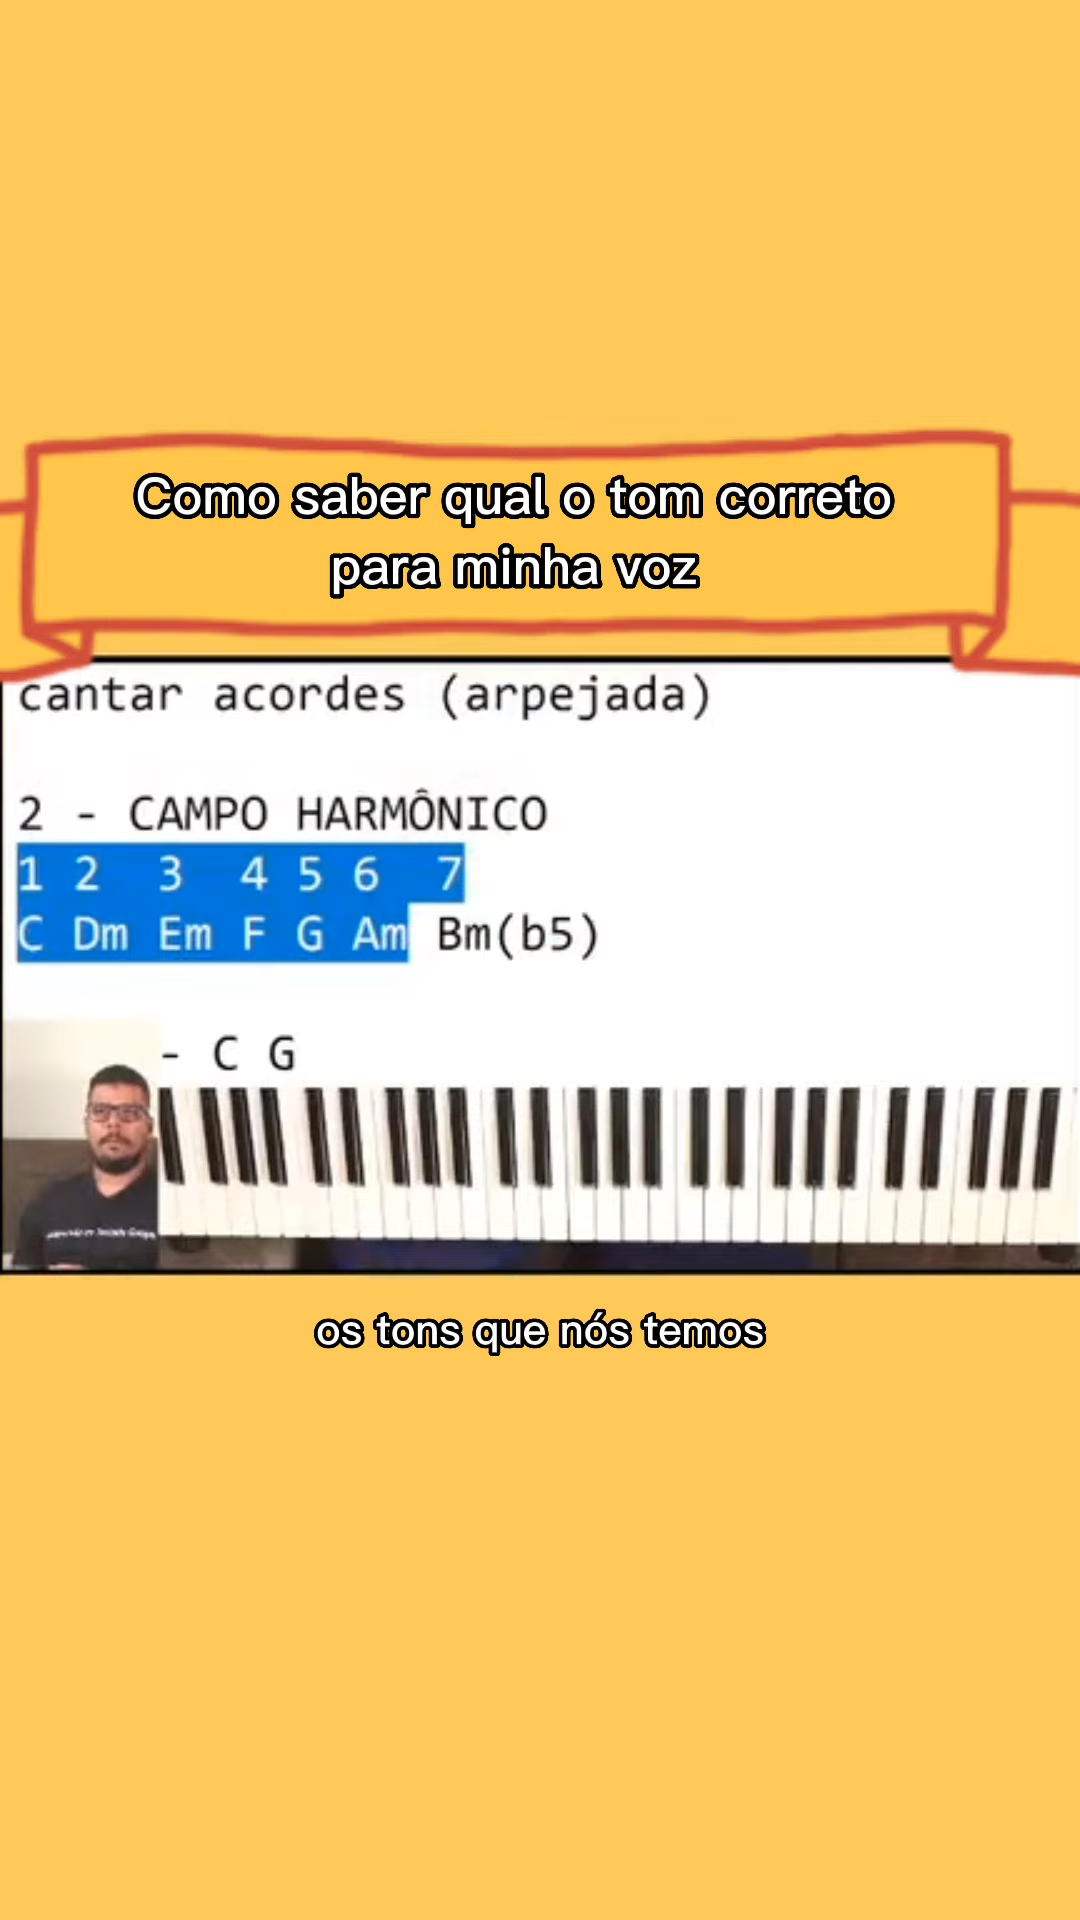 Como saber qual o tom correto
para minha voz
cantar acordes (arpejada)
2 - CAMPO HARMÔNICO
1 2 3 4 5 6 7
C Dm Em F G Am Bm(b5)
- C G
os tons que nós temos